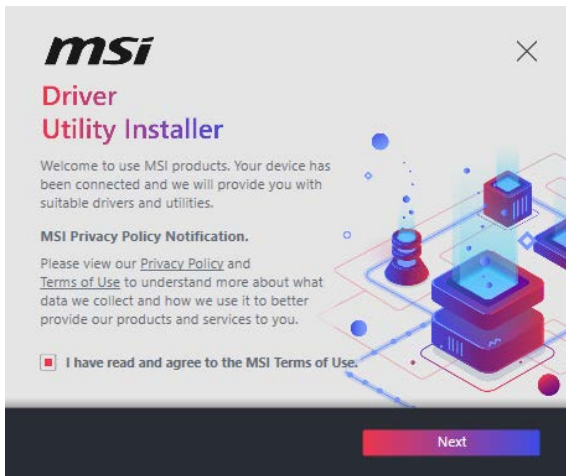 msi
Driver
Utility Installer
Welcome to use MSI products. Your device has
been connected and we will provide you with
suitable drivers and utilities.
MSI Privacy Policy Notification.
Please view our Privacy Policy and
Terms of Use to understand more about what
data we collect and how we use it to better
provide our products and services to you.
I have read and agree to the MSI Terms of Use.
Next